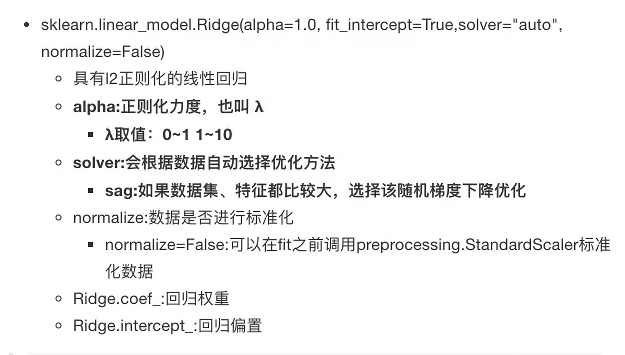 sklearn.linear_model.Ridge(alpha=1.0, fit_intercept=True,solver="auto",
normalize=False)
具有l2正则化的线性回归
alpha:正则化力度，也叫 λ
λ取值：0~1 1~10
solver:会根据数据自动选择优化方法
sag:如果数据集、特征都比较大，选择该随机梯度下降优化
normalize:数据是否进行标准化
normalize=False:可以在fit之前调用preprocessing.StandardScaler标准
化数据
Ridge.coef_:回归权重
Ridge.intercept_:回归偏置